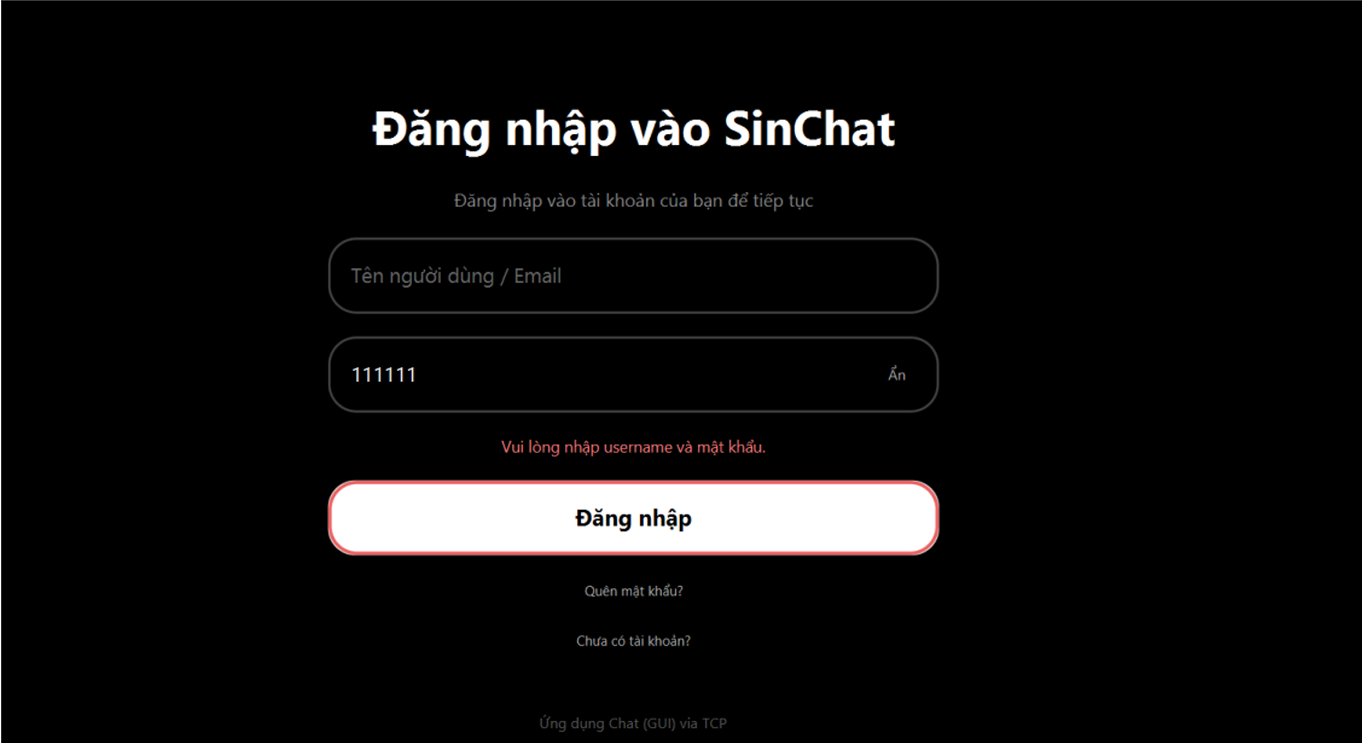 Đăng nhập vào SinChat
Đăng nhập vào tài khoản của bạn để tiếp tục
Tên người dùng / Email
111111
Ẩn
Vui lòng nhập username và mật khẩu.
Đăng nhập
Quên mật khẩu?
Chưa có tài khoản?
Ứng dụng Chat (GUI) via TCP